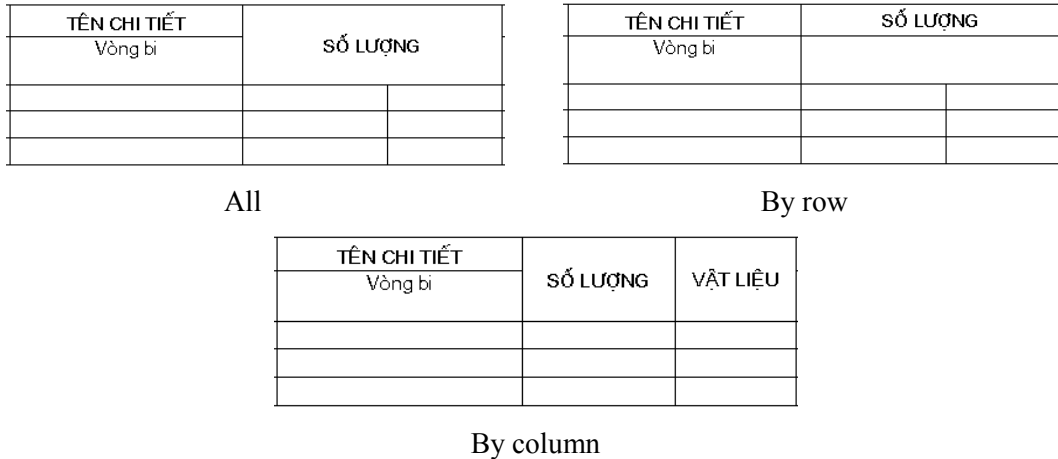 TÊN CHI TIẾT
Vòng bi
SỐ LƯỢNG
TÊN CHI TIẾT
SỐ LƯỢNG
Vòng bi
All
By row
TÊN CHI TIẾT
Vòng bi
SỐ LƯỢNG
VẬT LIỆU
By column